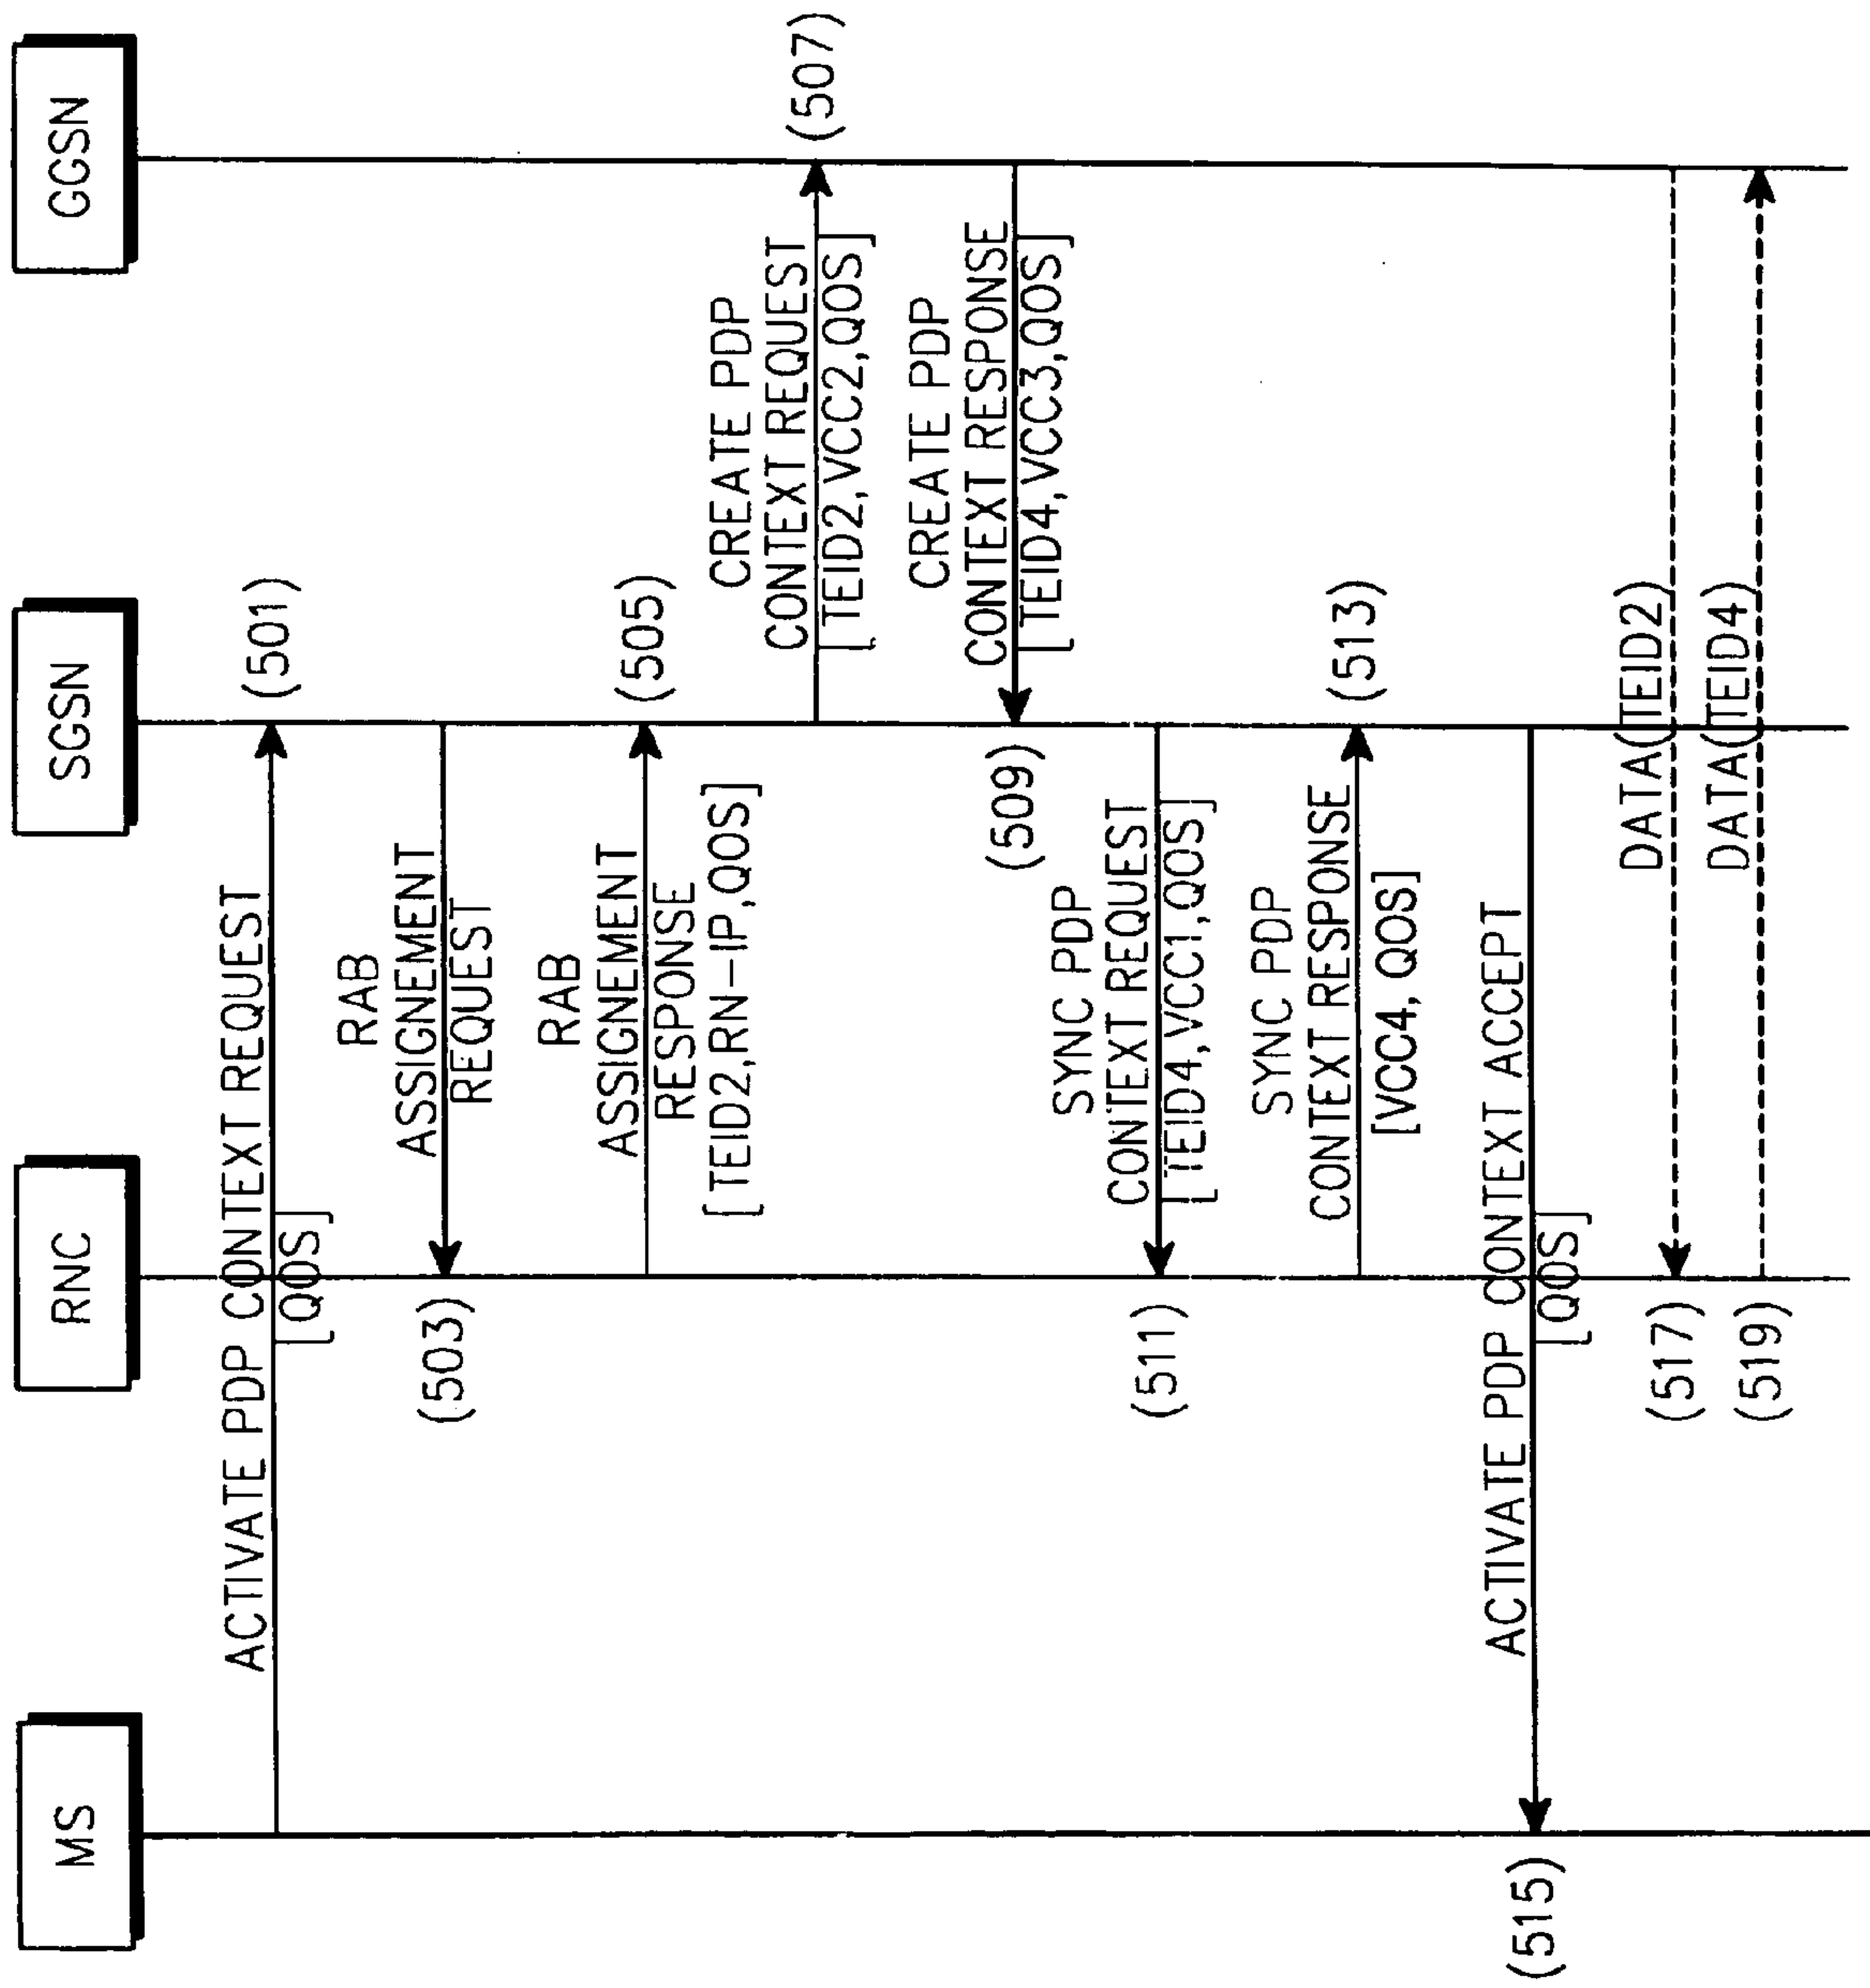 MS
RNC
SGSN
GGSN
ACTIVATE PDP CONTEXT REQUEST
[QOS]
(501)
RAB
ASSIGNEMENT
REQUEST
(503)
RAB
ASSIGNEMENT
RESPONSE
[TEID2,RN-IP,QOS]
(505)
CREATE PDP
CONTEXT REQUEST
[TEID2,VCC2,QOS]
(507)
CREATE PDP
CONTEXT RESPONSE
[TEID4,VCC3,QOS]
(509)
SYNC PDP
CONTEXT REQUEST
[TEID4,VCC1,QOS]
(511)
SYNC PDP
CONTEXT RESPONSE
[VCC4, QOS]
(513)
ACTIVATE PDP CONTEXT ACCEPT
[QOS]
(515)
DATA(TEID2)
(517)
DATA(TEID4)
(519)